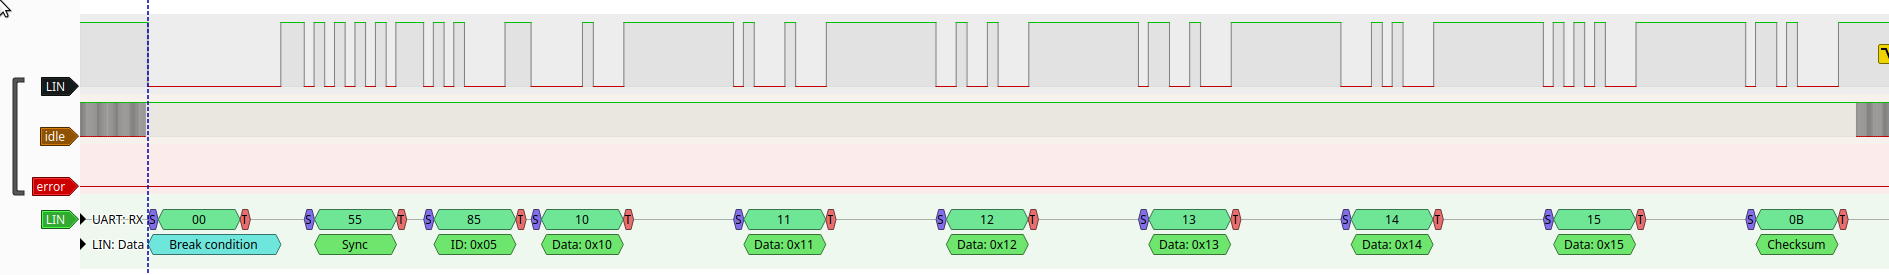 LIN
idle
error
LIN UART: RX S 00 T S 55 T S 85 T S 10 T S 11 T S 12 T S 13 T S 14 T S 15 T S 0B T
LIN: Data Break condition Sync ID: 0x05 Data: 0x10 Data: 0x11 Data: 0x12 Data: 0x13 Data: 0x14 Data: 0x15 Checksum